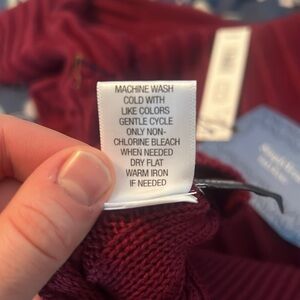 MACHINE WASH
COLD WITH
LIKE COLORS
GENTLE CYCLE
ONLY NON-
CHLORINE BLEACH
WHEN NEEDED
DRY FLAT
WARM IRON
IF NEEDED